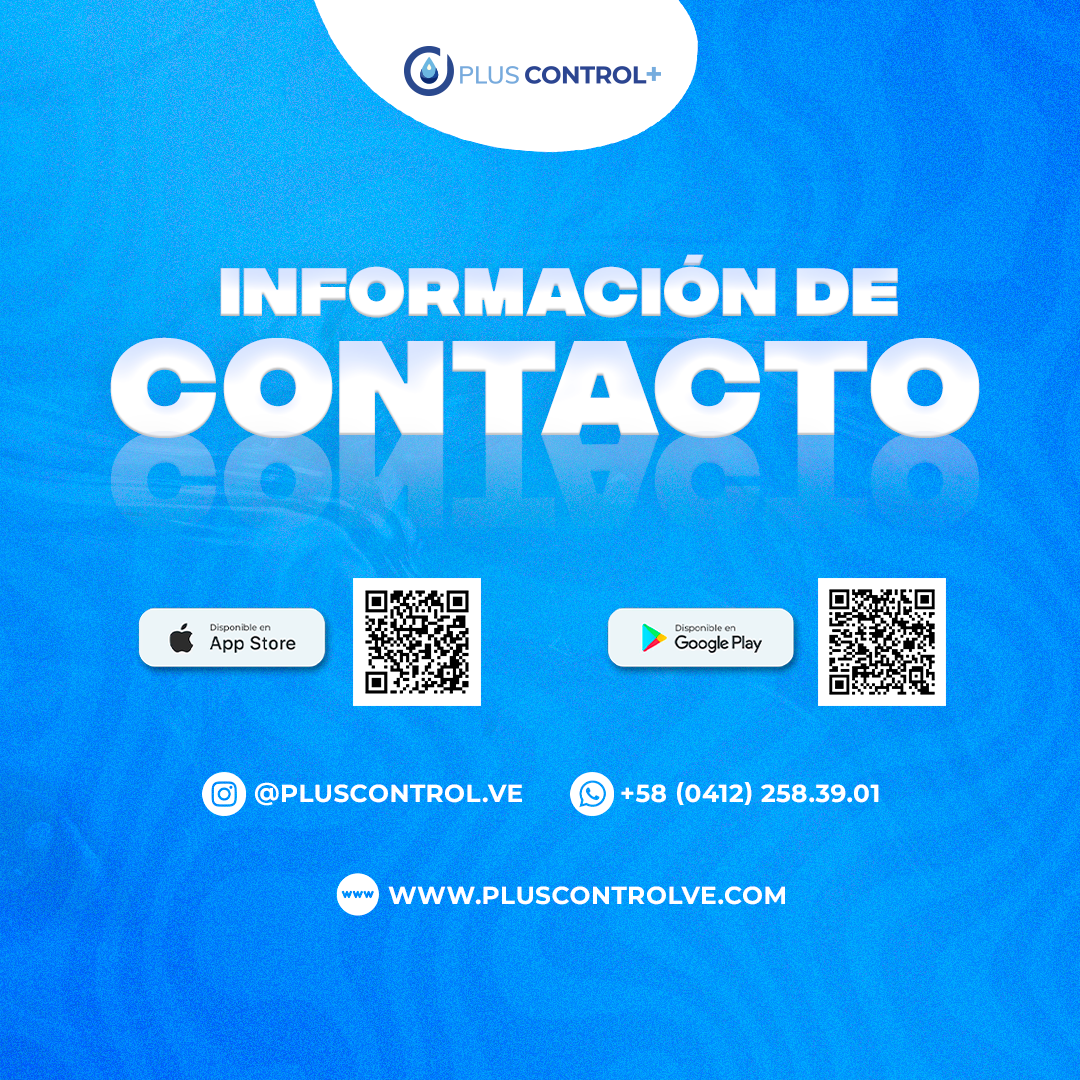 PLUS CONTROL+
INFORMACIÓN DE
CONTACTO
Disponible en
App Store
Disponible en
Google Play
@PLUSCONTROL.VE
+58 (0412) 258.39.01
www
WWW.PLUSCONTROLVE.COM